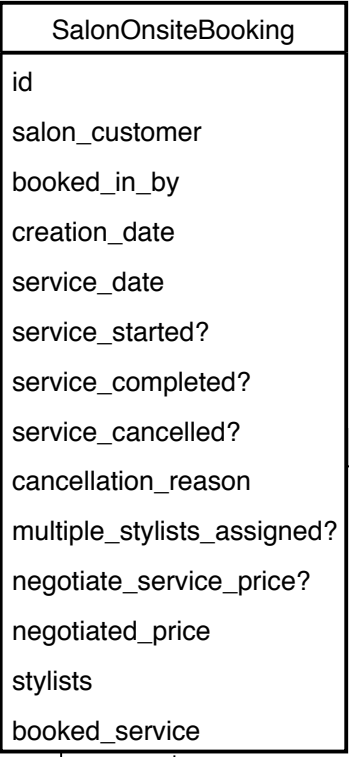 SalonOnsiteBooking
id
salon_customer
booked_in_by
creation_date
service_date
service_started?
service_completed?
service_cancelled?
cancellation_reason
multiple_stylists_assigned?
negotiate_service_price?
negotiated_price
stylists
booked_service